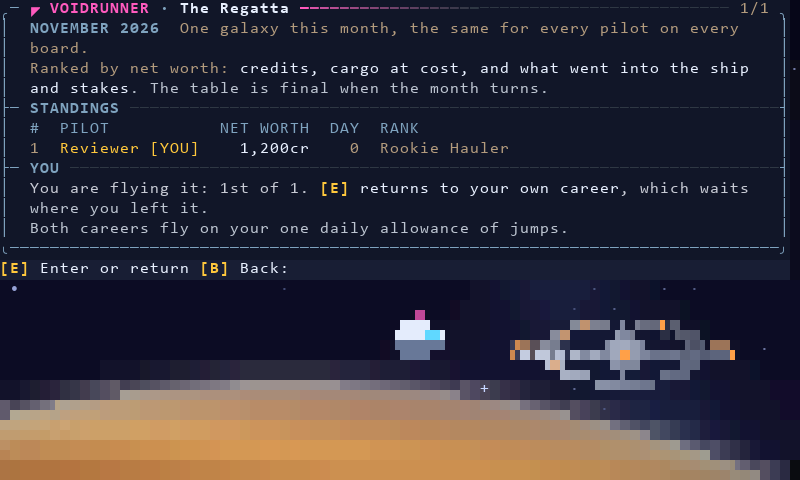 VOIDRUNNER · The Regatta 1/1
NOVEMBER 2026 One galaxy this month, the same for every pilot on every
board.
Ranked by net worth: credits, cargo at cost, and what went into the ship
and stakes. The table is final when the month turns.
STANDINGS
# PILOT NET WORTH DAY RANK
1 Reviewer [YOU] 1,200cr 0 Rookie Hauler
YOU
You are flying it: 1st of 1. [E] returns to your own career, which waits
where you left it.
Both careers fly on your one daily allowance of jumps.
[E] Enter or return [B] Back: